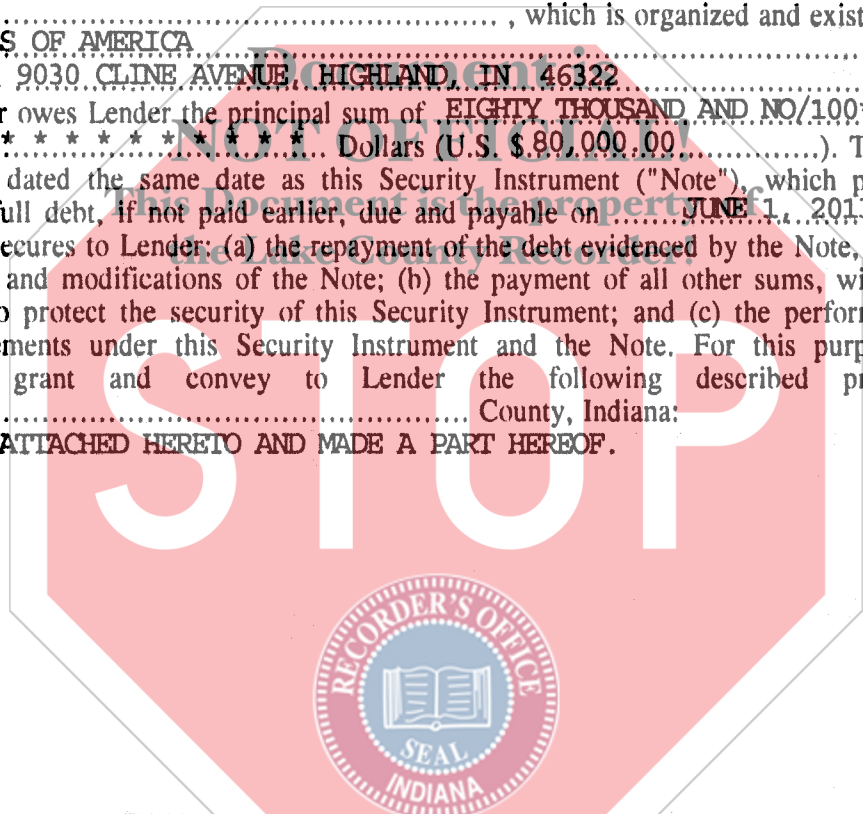 , which is organized and exist
S OF AMERICA
9030 CLINE AVENUE, HIGHLAND, IN 46322
Document is
r owes Lender the principal sum of EIGHTY THOUSAND AND NO/100
* * * * * * * * * * Dollars (U.S. $ 80,000.00 ). T
NOT OFFICIAL!
dated the same date as this Security Instrument ("Note"), which p
This Document is the property of
ull debt, if not paid earlier, due and payable on JUNE 1, 201
ecures to Lender: (a) the repayment of the debt evidenced by the Note,
the Lake County Recorder!
and modifications of the Note; (b) the payment of all other sums, wi
o protect the security of this Security Instrument; and (c) the perfor
ments under this Security Instrument and the Note. For this purp
grant and convey to Lender the following described pr
County, Indiana:
ATTACHED HERETO AND MADE A PART HEREOF.
STOP
RECORDER'S OFFICE
SEAL
INDIANA